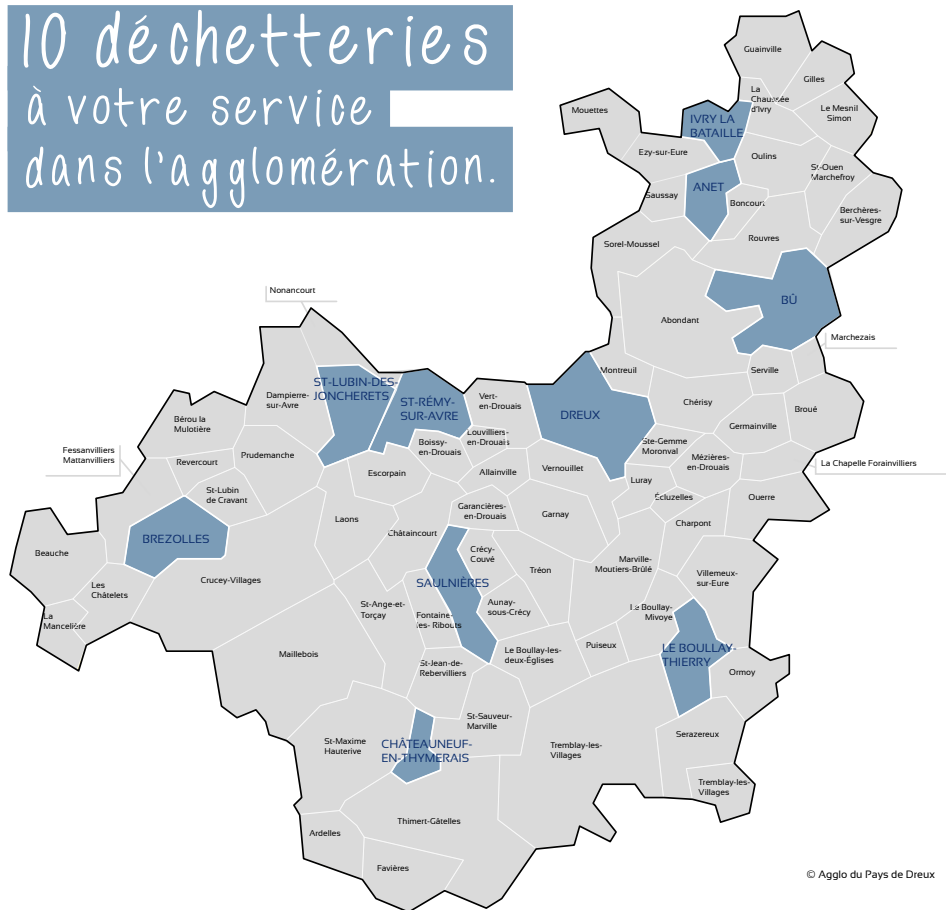 10 déchetteries
à votre service
dans l'agglomération.
Guainville
Gilles
La
Chaussée
d'Ivry
Le Mesnil
Simon
Mouettes
IVRY LA
BATAILLE
Ezy-sur-Eure
Oulins
St-Ouen
Marchefroy
ANET
Saussay
Boncourt
Berchères-
sur-Vesgre
Sorel-Moussel
Rouvres
Nonancourt
BÛ
Abondant
Marchezais
Montreuil
Serville
ST-LUBIN-DES-
JONCHERETS
Dampierre-
sur-Avre
ST-RÉMY-
SUR-AVRE
Vert-
en-Drouais
DREUX
Chérisy
Broué
Bérou la
Mulotière
Germainville
Louvilliers-
en-Drouais
Boissy-
en-Drouais
Ste-Gemme
Moronval
Fessanvilliers
Mattanvilliers
Revercourt
Prudemanche
Mézières-
en-Drouais
La Chapelle Forainvilliers
Escorpain
Allainville
Vernouillet
Luray
St-Lubin
de Cravant
Écluzelles
Ouerre
Garancières-
en-Drouais
Garnay
Laons
Charpont
BREZOLLES
Châtaincourt
Beauche
Crécy-
Couvé
Tréon
Marville-
Moutiers-Brûlé
Villemeux-
sur-Eure
Crucey-Villages
SAULNIÈRES
Les
Châtelets
St-Ange-et-
Torçay
Aunay-
sous-Crécy
Le Boullay-
Mivoye
La
Mancelière
Fontaine-
les- Ribouts
Maillebois
Le Boullay-les-
deux-Églises
Puiseux
LE BOULLAY-
THIERRY
St-Jean-de-
Rebervilliers
Ormoy
St-Sauveur-
Marville
Serazereux
St-Maxime
Hauterive
CHÂTEAUNEUF-
EN-THYMERAIS
Tremblay-les-
Villages
Tremblay-les-
Villages
Thimert-Gâtelles
Ardelles
Favières
© Agglo du Pays de Dreux